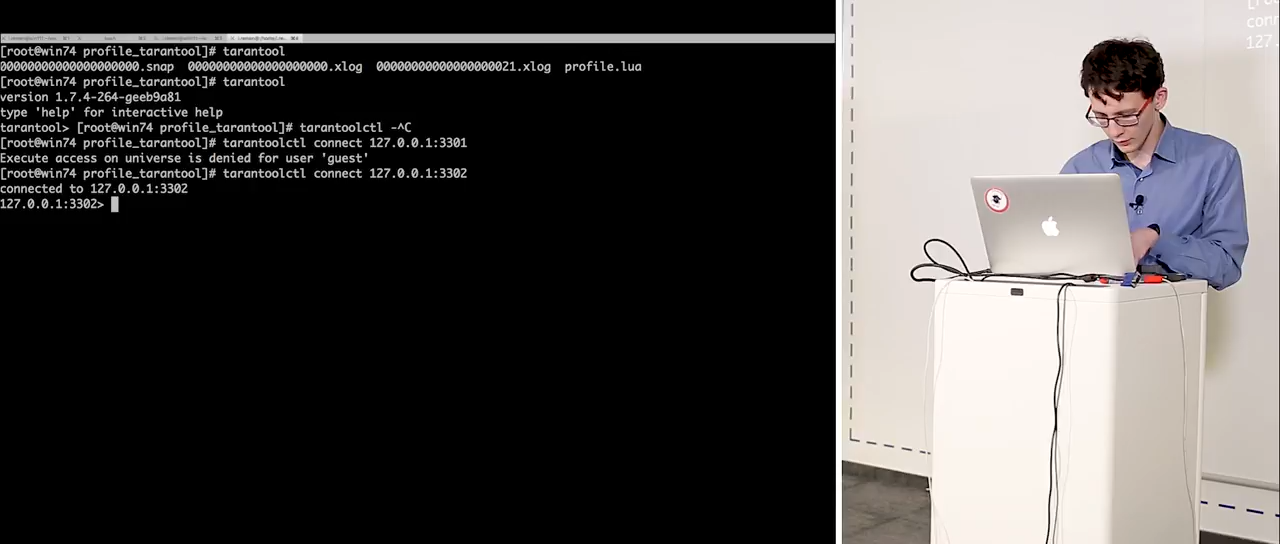 [root@win74 profile_tarantool]# tarantool
00000000000000000000.snap  00000000000000000000.xlog  00000000000000000021.xlog  profile.lua
[root@win74 profile_tarantool]# tarantool
version 1.7.4-264-geeb9a81
type 'help' for interactive help
tarantool> [root@win74 profile_tarantool]# tarantoolctl -^C
[root@win74 profile_tarantool]# tarantoolctl connect 127.0.0.1:3301
Execute access on universe is denied for user 'guest'
[root@win74 profile_tarantool]# tarantoolctl connect 127.0.0.1:3302
connected to 127.0.0.1:3302
127.0.0.1:3302>
[roo
conn
127.